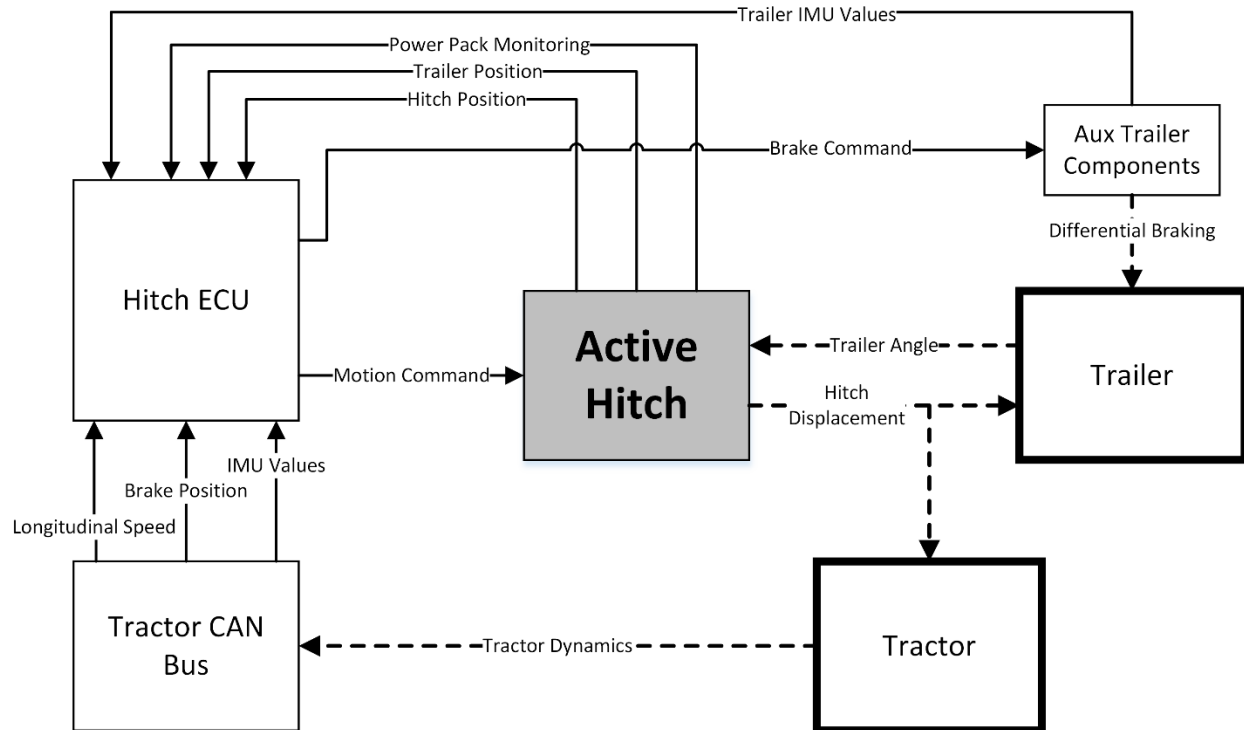 Trailer IMU Values
Power Pack Monitoring
Trailer Position
Hitch Position
Brake Command
Aux Trailer
Components
Differential Braking
Hitch ECU
Motion Command
Active
Hitch
Trailer Angle
Hitch
Displacement
Trailer
IMU Values
Brake Position
Longitudinal Speed
Tractor CAN
Bus
Tractor Dynamics
Tractor